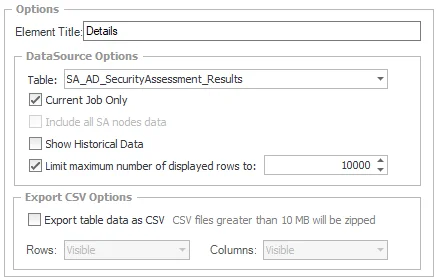 Options
Element Title: Details
DataSource Options
Table: SA_AD_SecurityAssessment_Results
Current Job Only
Include all SA nodes data
Show Historical Data
Limit maximum number of displayed rows to: 10000
Export CSV Options
Export table data as CSV CSV files greater than 10 MB will be zipped
Rows: Visible Columns: Visible